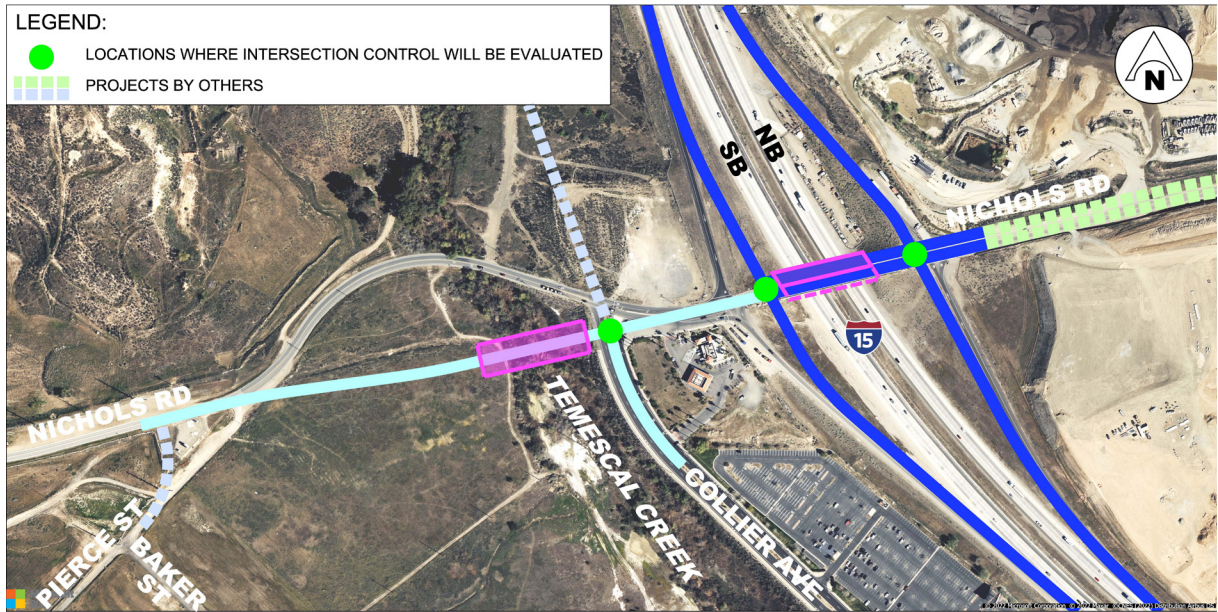 LEGEND:
LOCATIONS WHERE INTERSECTION CONTROL WILL BE EVALUATED
PROJECTS BY OTHERS
N
SB
NB
NICHOLS RD
15
NICHOLS RD
TEMESCAL CREEK
COLLIER AVE
PIERCE ST
BAKER
ST